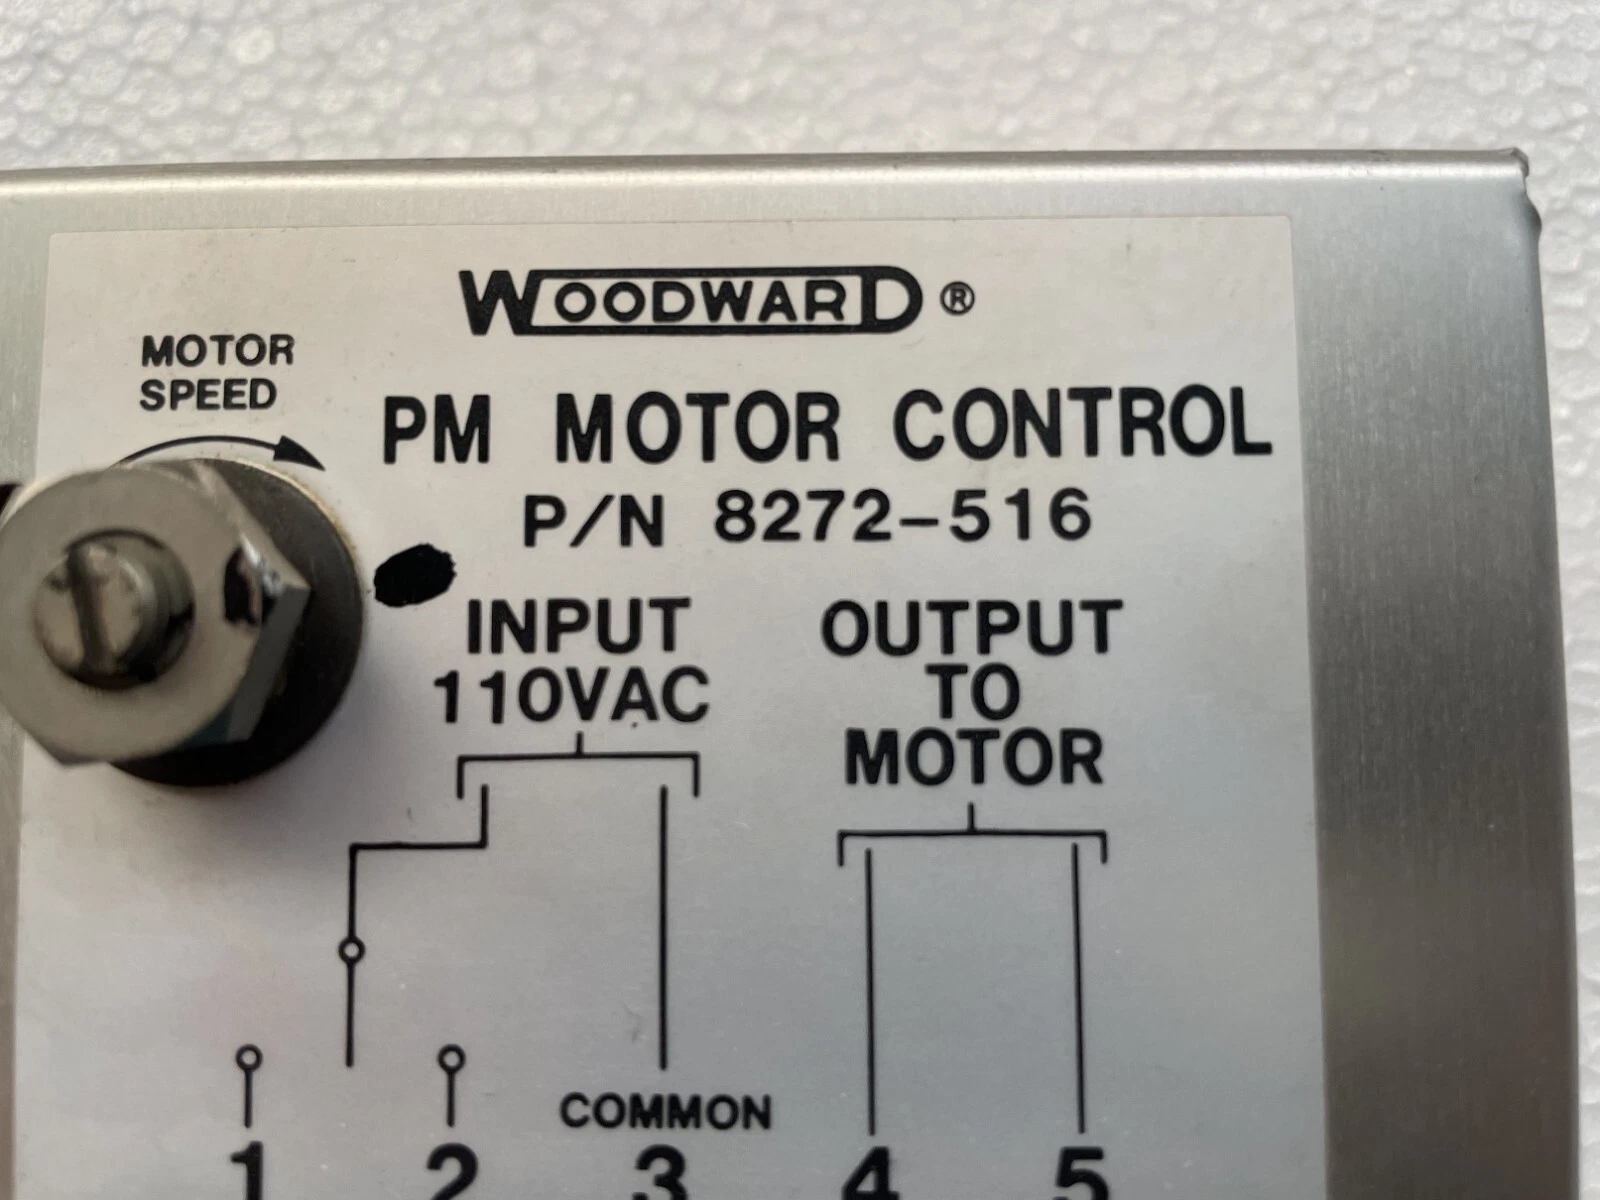 WOODWARD®
MOTOR
SPEED
PM MOTOR CONTROL
P/N 8272-516
INPUT
110VAC
OUTPUT
TO
MOTOR
COMMON
1 2 3 4 5